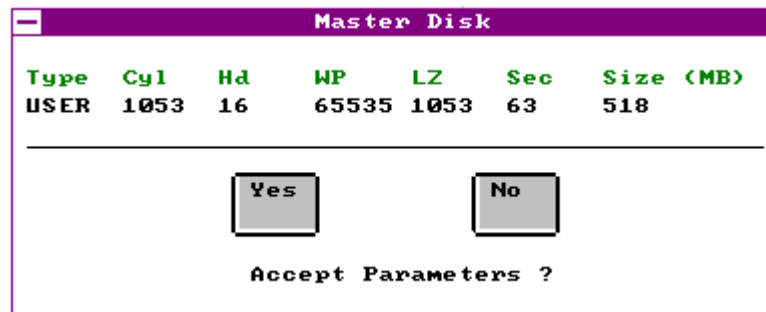 Master Disk
Type Cyl Hd WP LZ Sec Size (MB)
USER 1053 16 65535 1053 63 518
Yes No
Accept Parameters ?